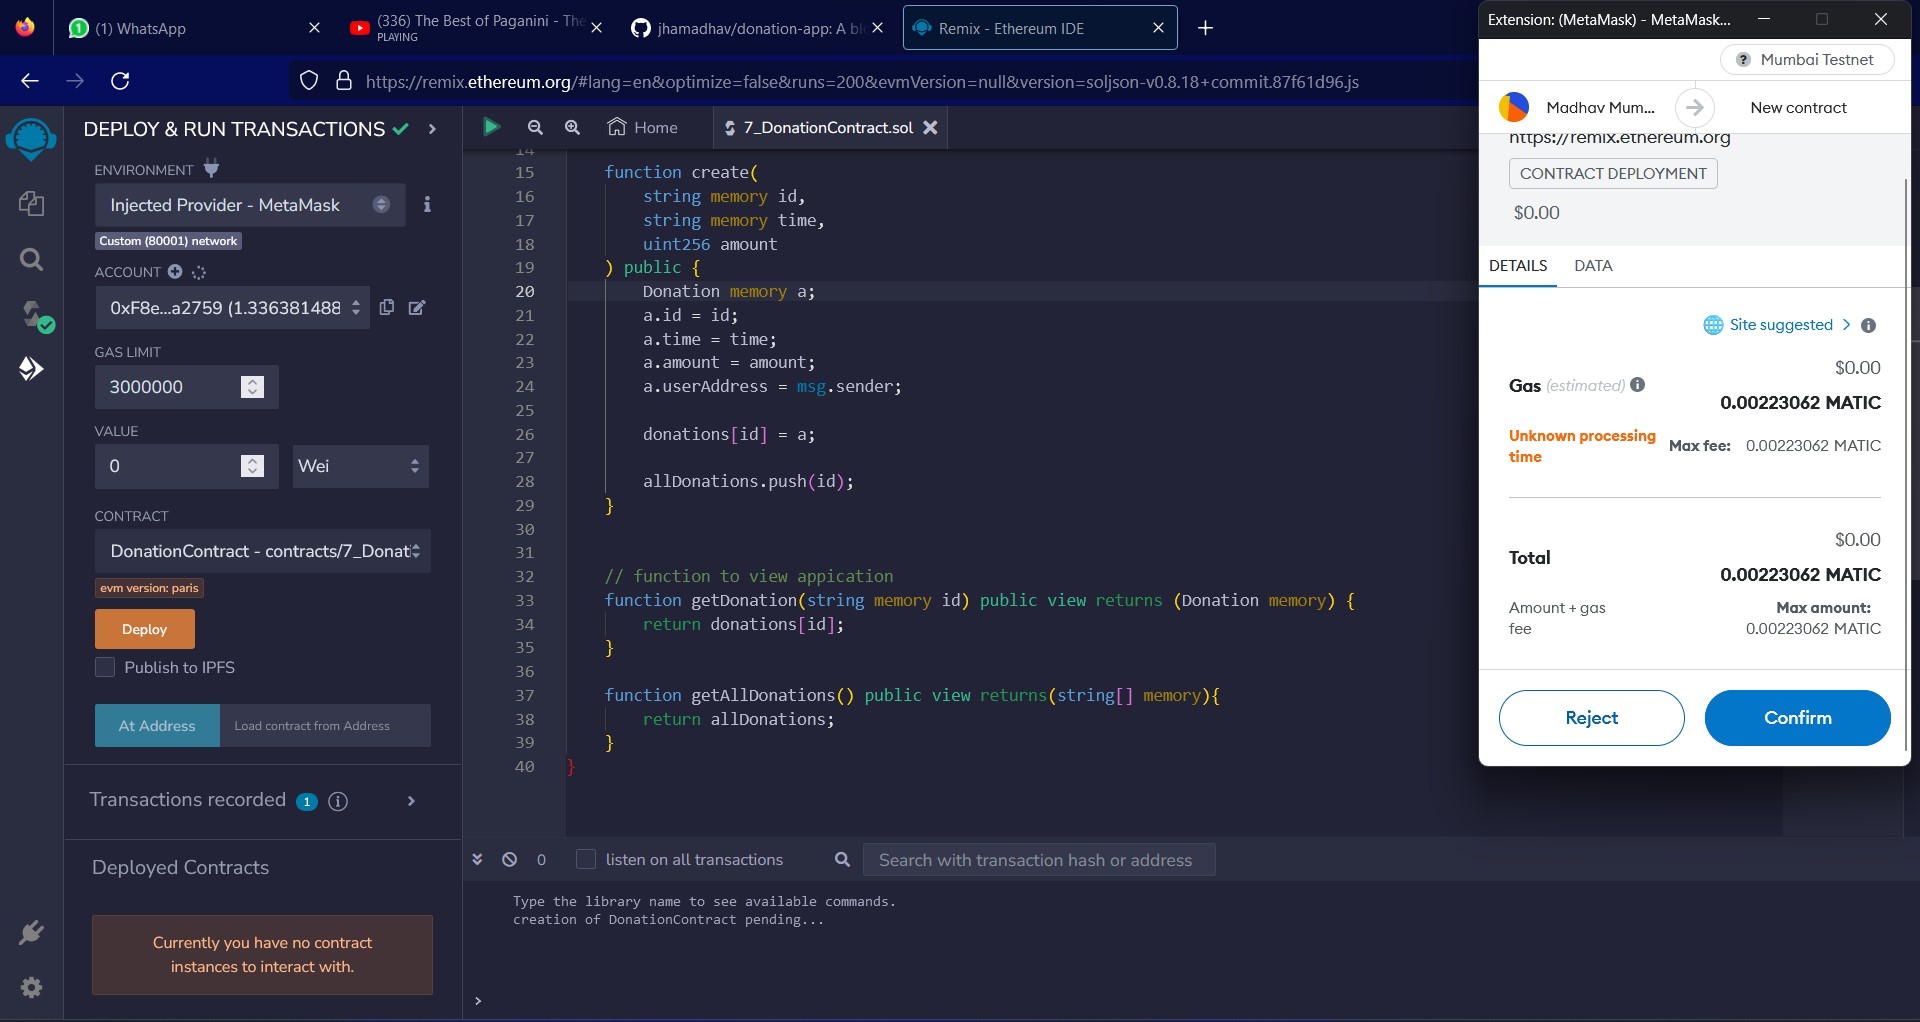 (1) WhatsApp
(336) The Best of Paganini - The
PLAYING
jhamadhav/donation-app: A blo
Remix - Ethereum IDE
https://remix.ethereum.org/#lang=en&optimize=false&runs=200&evmVersion=null&version=soljson-v0.8.18+commit.87f61d96.js
DEPLOY & RUN TRANSACTIONS
ENVIRONMENT
Injected Provider - MetaMask
Custom (80001) network
ACCOUNT
0xF8e...a2759 (1.336381488
GAS LIMIT
3000000
VALUE
0
Wei
CONTRACT
DonationContract - contracts/7_Donat
evm version: paris
Deploy
Publish to IPFS
At Address
Load contract from Address
Transactions recorded 1
Deployed Contracts
Currently you have no contract
instances to interact with.
Home
7_DonationContract.sol
14
15 function create(
16 string memory id,
17 string memory time,
18 uint256 amount
19 ) public {
20 Donation memory a;
21 a.id = id;
22 a.time = time;
23 a.amount = amount;
24 a.userAddress = msg.sender;
25
26 donations[id] = a;
27
28 allDonations.push(id);
29 }
30
31
32 // function to view appication
33 function getDonation(string memory id) public view returns (Donation memory) {
34 return donations[id];
35 }
36
37 function getAllDonations() public view returns(string[] memory){
38 return allDonations;
39 }
40 }
0
listen on all transactions
Search with transaction hash or address
Type the library name to see available commands.
creation of DonationContract pending...
>
Extension: (MetaMask) - MetaMask...
Mumbai Testnet
Madhav Mum...
New contract
https://remix.ethereum.org
CONTRACT DEPLOYMENT
$0.00
DETAILS
DATA
Site suggested
$0.00
Gas (estimated)
0.00223062 MATIC
Unknown processing
time
Max fee: 0.00223062 MATIC
$0.00
Total
0.00223062 MATIC
Amount + gas
fee
Max amount:
0.00223062 MATIC
Reject
Confirm